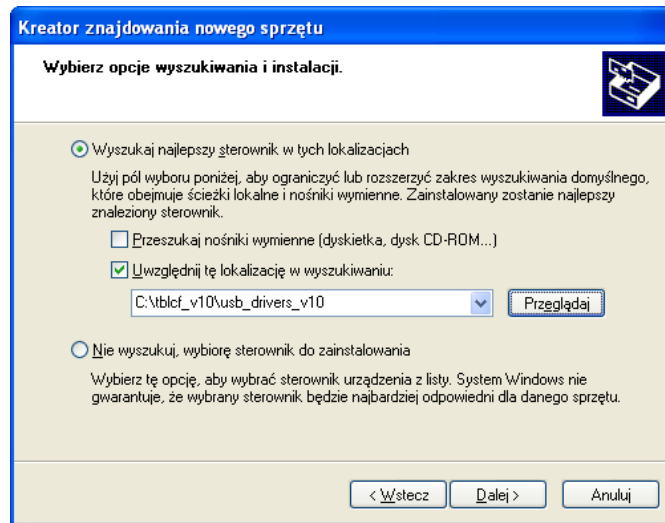 Kreator znajdowania nowego sprzętu
Wybierz opcje wyszukiwania i instalacji.
Wyszukaj najlepszy sterownik w tych lokalizacjach
Użyj pól wyboru poniżej, aby ograniczyć lub rozszerzyć zakres wyszukiwania domyślnego,
które obejmuje ścieżki lokalne i nośniki wymienne. Zainstalowany zostanie najlepszy
znaleziony sterownik.
Przeszukaj nośniki wymienne (dyskietka, dysk CD-ROM...)
Uwzględnij tę lokalizację w wyszukiwaniu:
C:\tblcf_v10\usb_drivers_v10
Przeglądaj
Nie wyszukuj, wybiorę sterownik do zainstalowania
Wybierz tę opcję, aby wybrać sterownik urządzenia z listy. System Windows nie
gwarantuje, że wybrany sterownik będzie najbardziej odpowiedni dla danego sprzętu.
< Wstecz
Dalej >
Anuluj